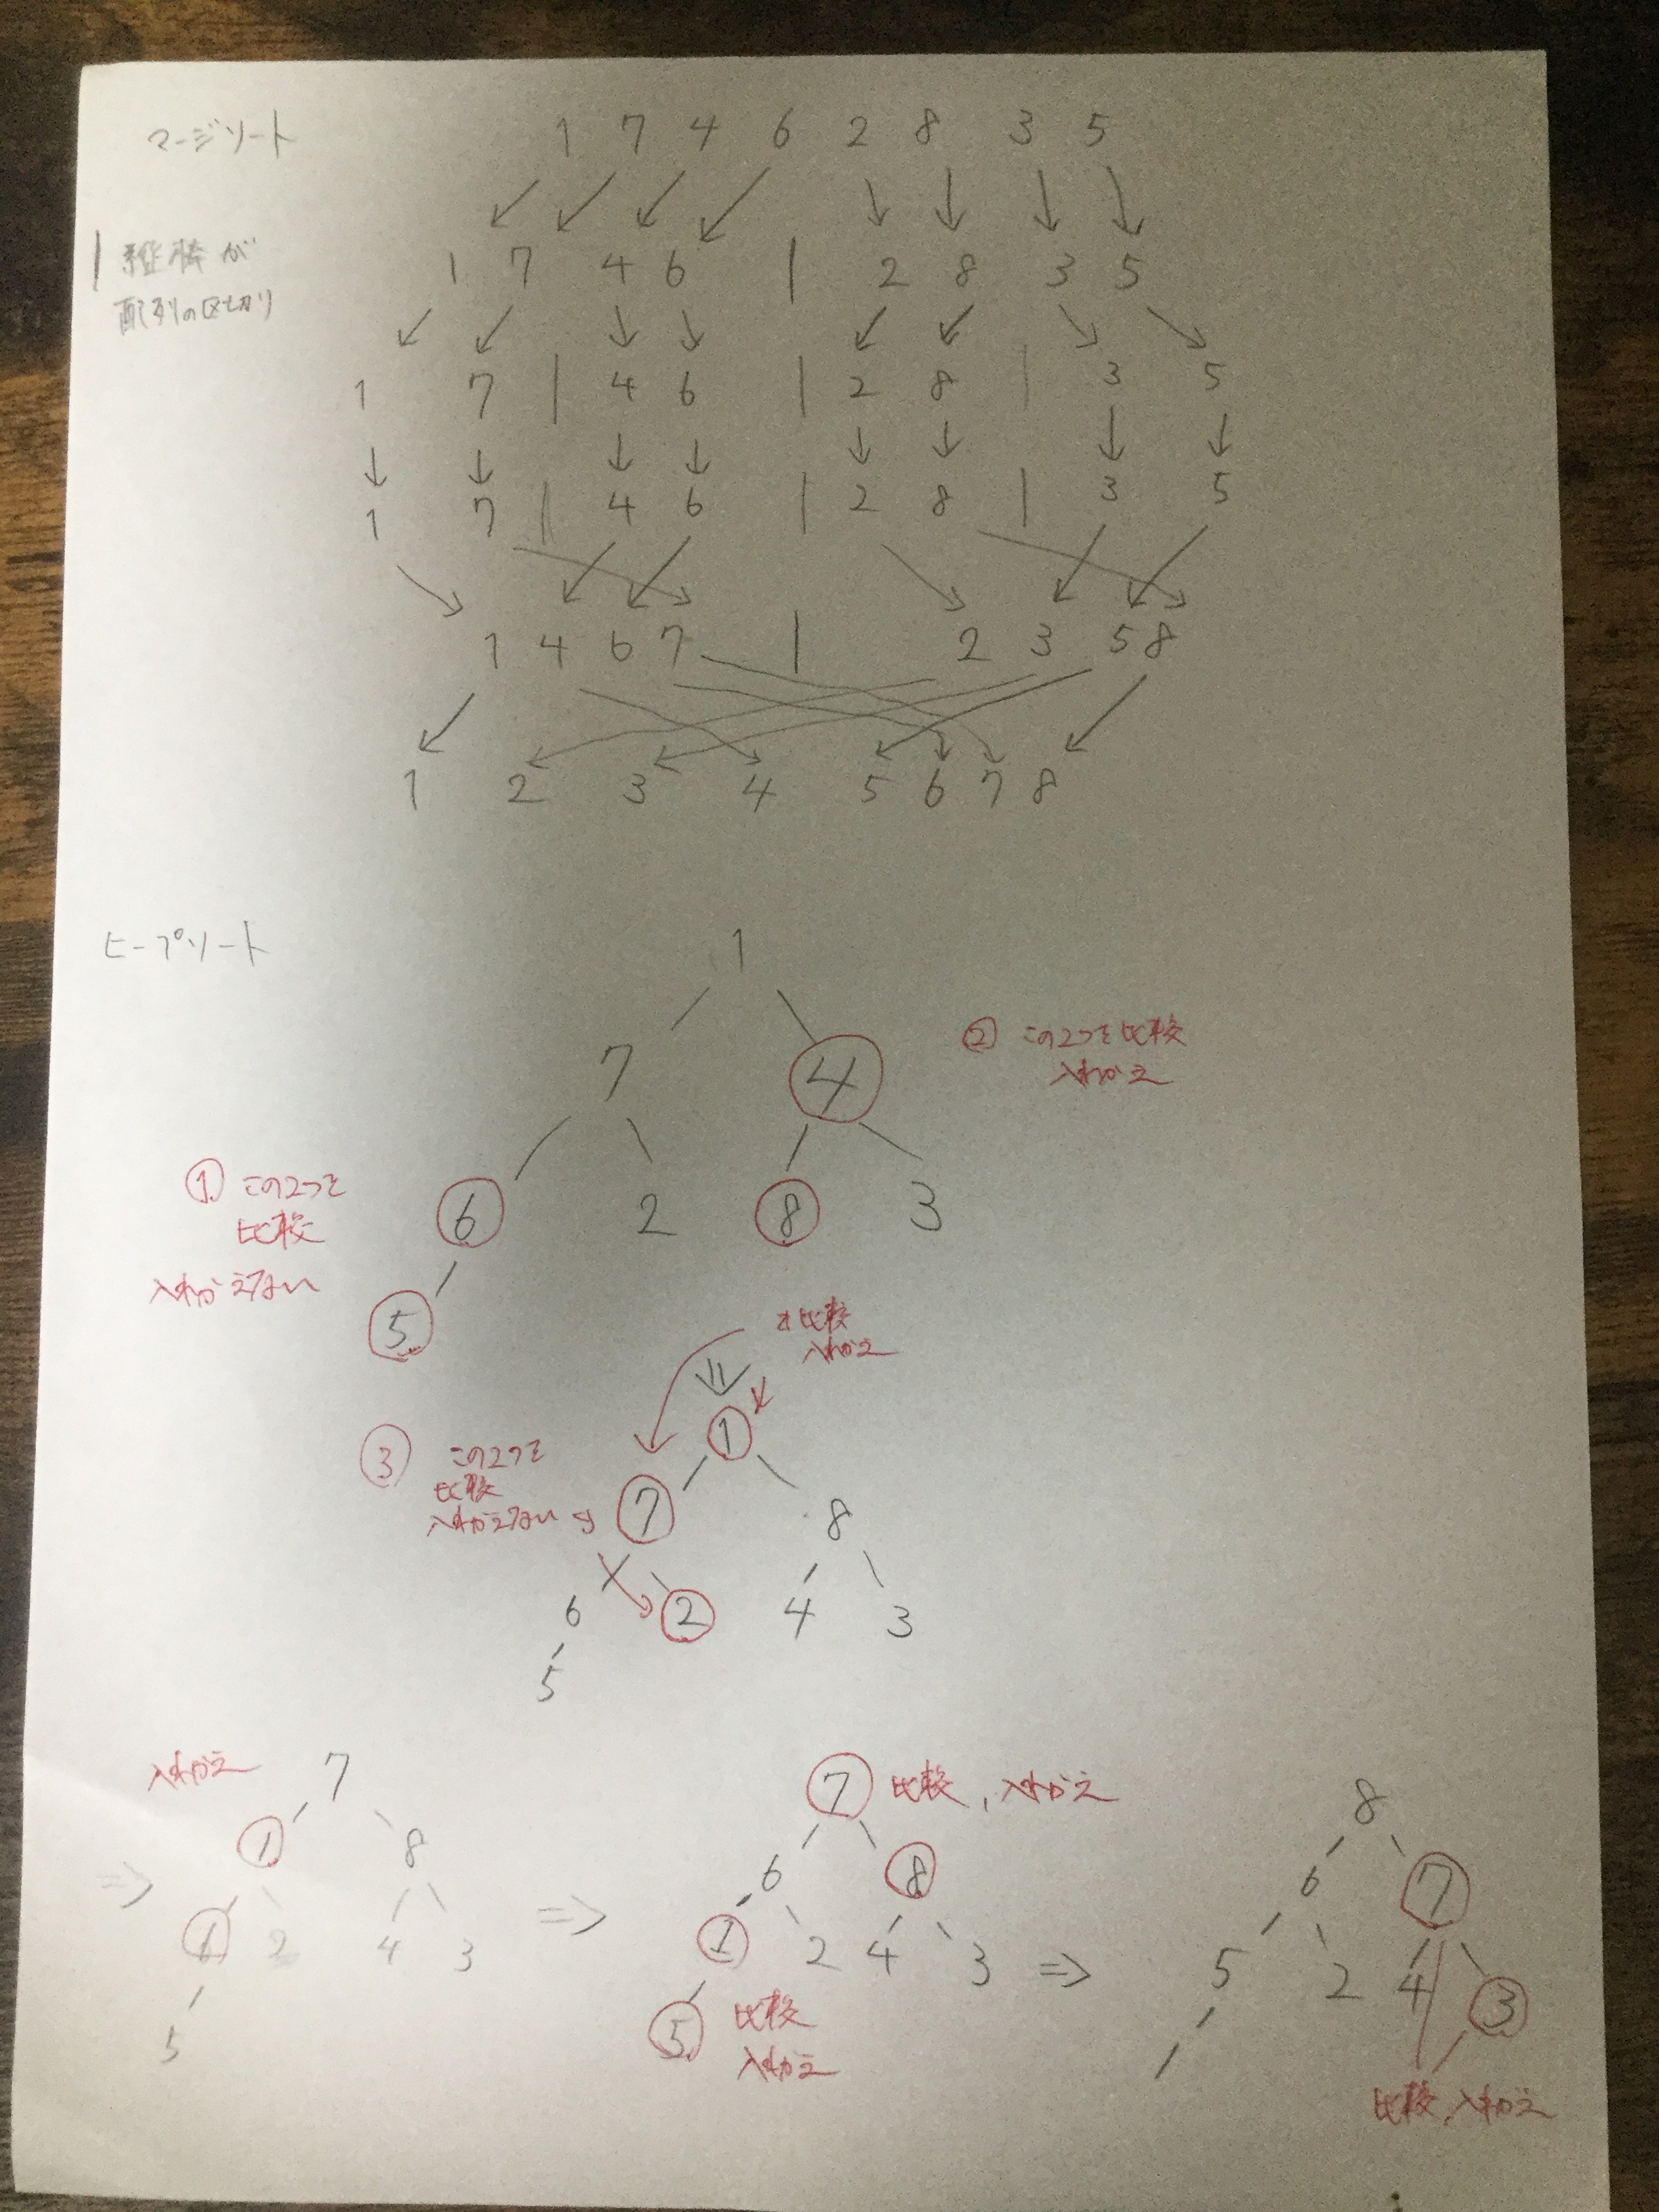 マージソート 1 7 4 6 2 8 3 5
| 縦棒が
配列の区切り
1 7 4 6 | 2 8 3 5
1 7 | 4 6 | 2 8 | 3 5
1 7 | 4 6 | 2 8 | 3 5
1 4 6 7 | 2 3 5 8
1 2 3 4 5 6 7 8
ヒープソート
1
7 4
② この2つを比較
入れかえ
① この2つを
比較
入れかえない
6 2 8 3
5
比較
入れかえ
1
③ この2つを
比較
入れかえない
7 8
6 2 4 3
5
入れかえ
7
1 8
1 2 4 3
5
7 比較, 入れかえ
6 8
1 2 4 3
5 比較
入れかえ
8
6 7
5 2 4 3
比較, 入れかえ